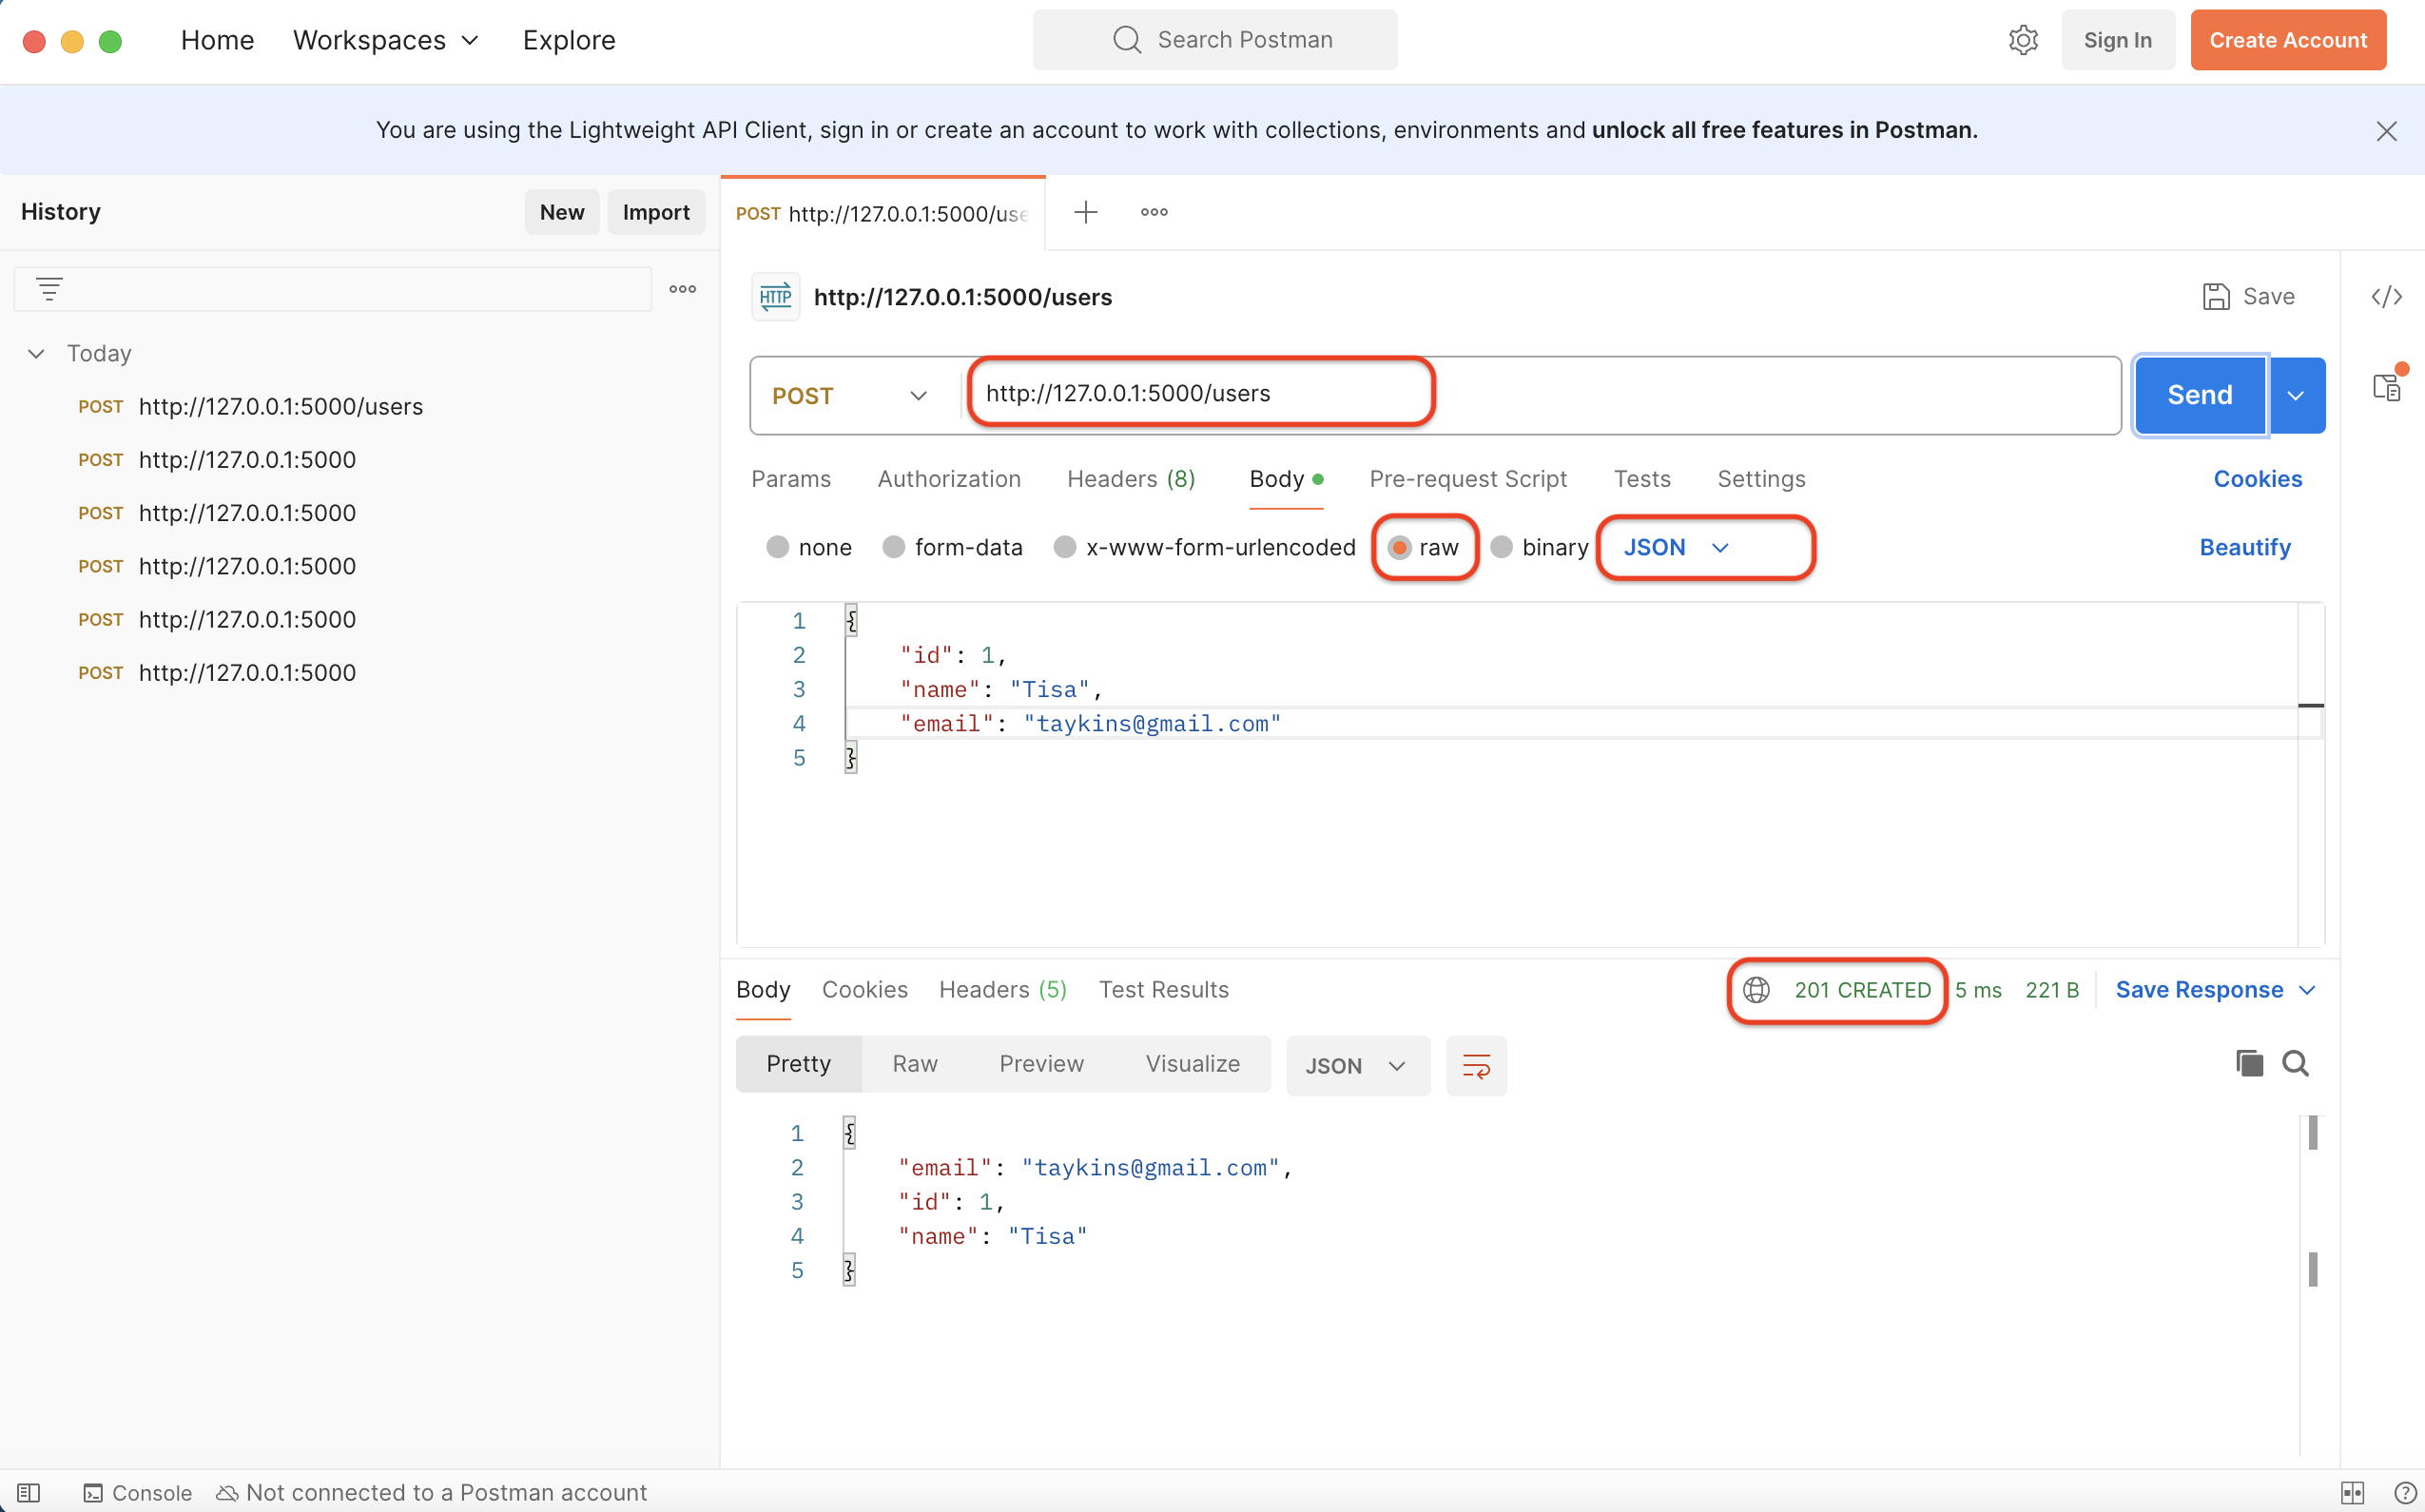 Home Workspaces Explore Search Postman Sign In Create Account
You are using the Lightweight API Client, sign in or create an account to work with collections, environments and unlock all free features in Postman.
History New Import
Today
POST http://127.0.0.1:5000/users
POST http://127.0.0.1:5000
POST http://127.0.0.1:5000
POST http://127.0.0.1:5000
POST http://127.0.0.1:5000
POST http://127.0.0.1:5000
POST http://127.0.0.1:5000/use
HTTP http://127.0.0.1:5000/users Save </>
POST http://127.0.0.1:5000/users Send
Params Authorization Headers (8) Body Pre-request Script Tests Settings Cookies
none form-data x-www-form-urlencoded raw binary JSON Beautify
1 {
2 "id": 1,
3 "name": "Tisa",
4 "email": "taykins@gmail.com"
5 }
Body Cookies Headers (5) Test Results 201 CREATED 5 ms 221 B Save Response
Pretty Raw Preview Visualize JSON
1 {
2 "email": "taykins@gmail.com",
3 "id": 1,
4 "name": "Tisa"
5 }
Console Not connected to a Postman account